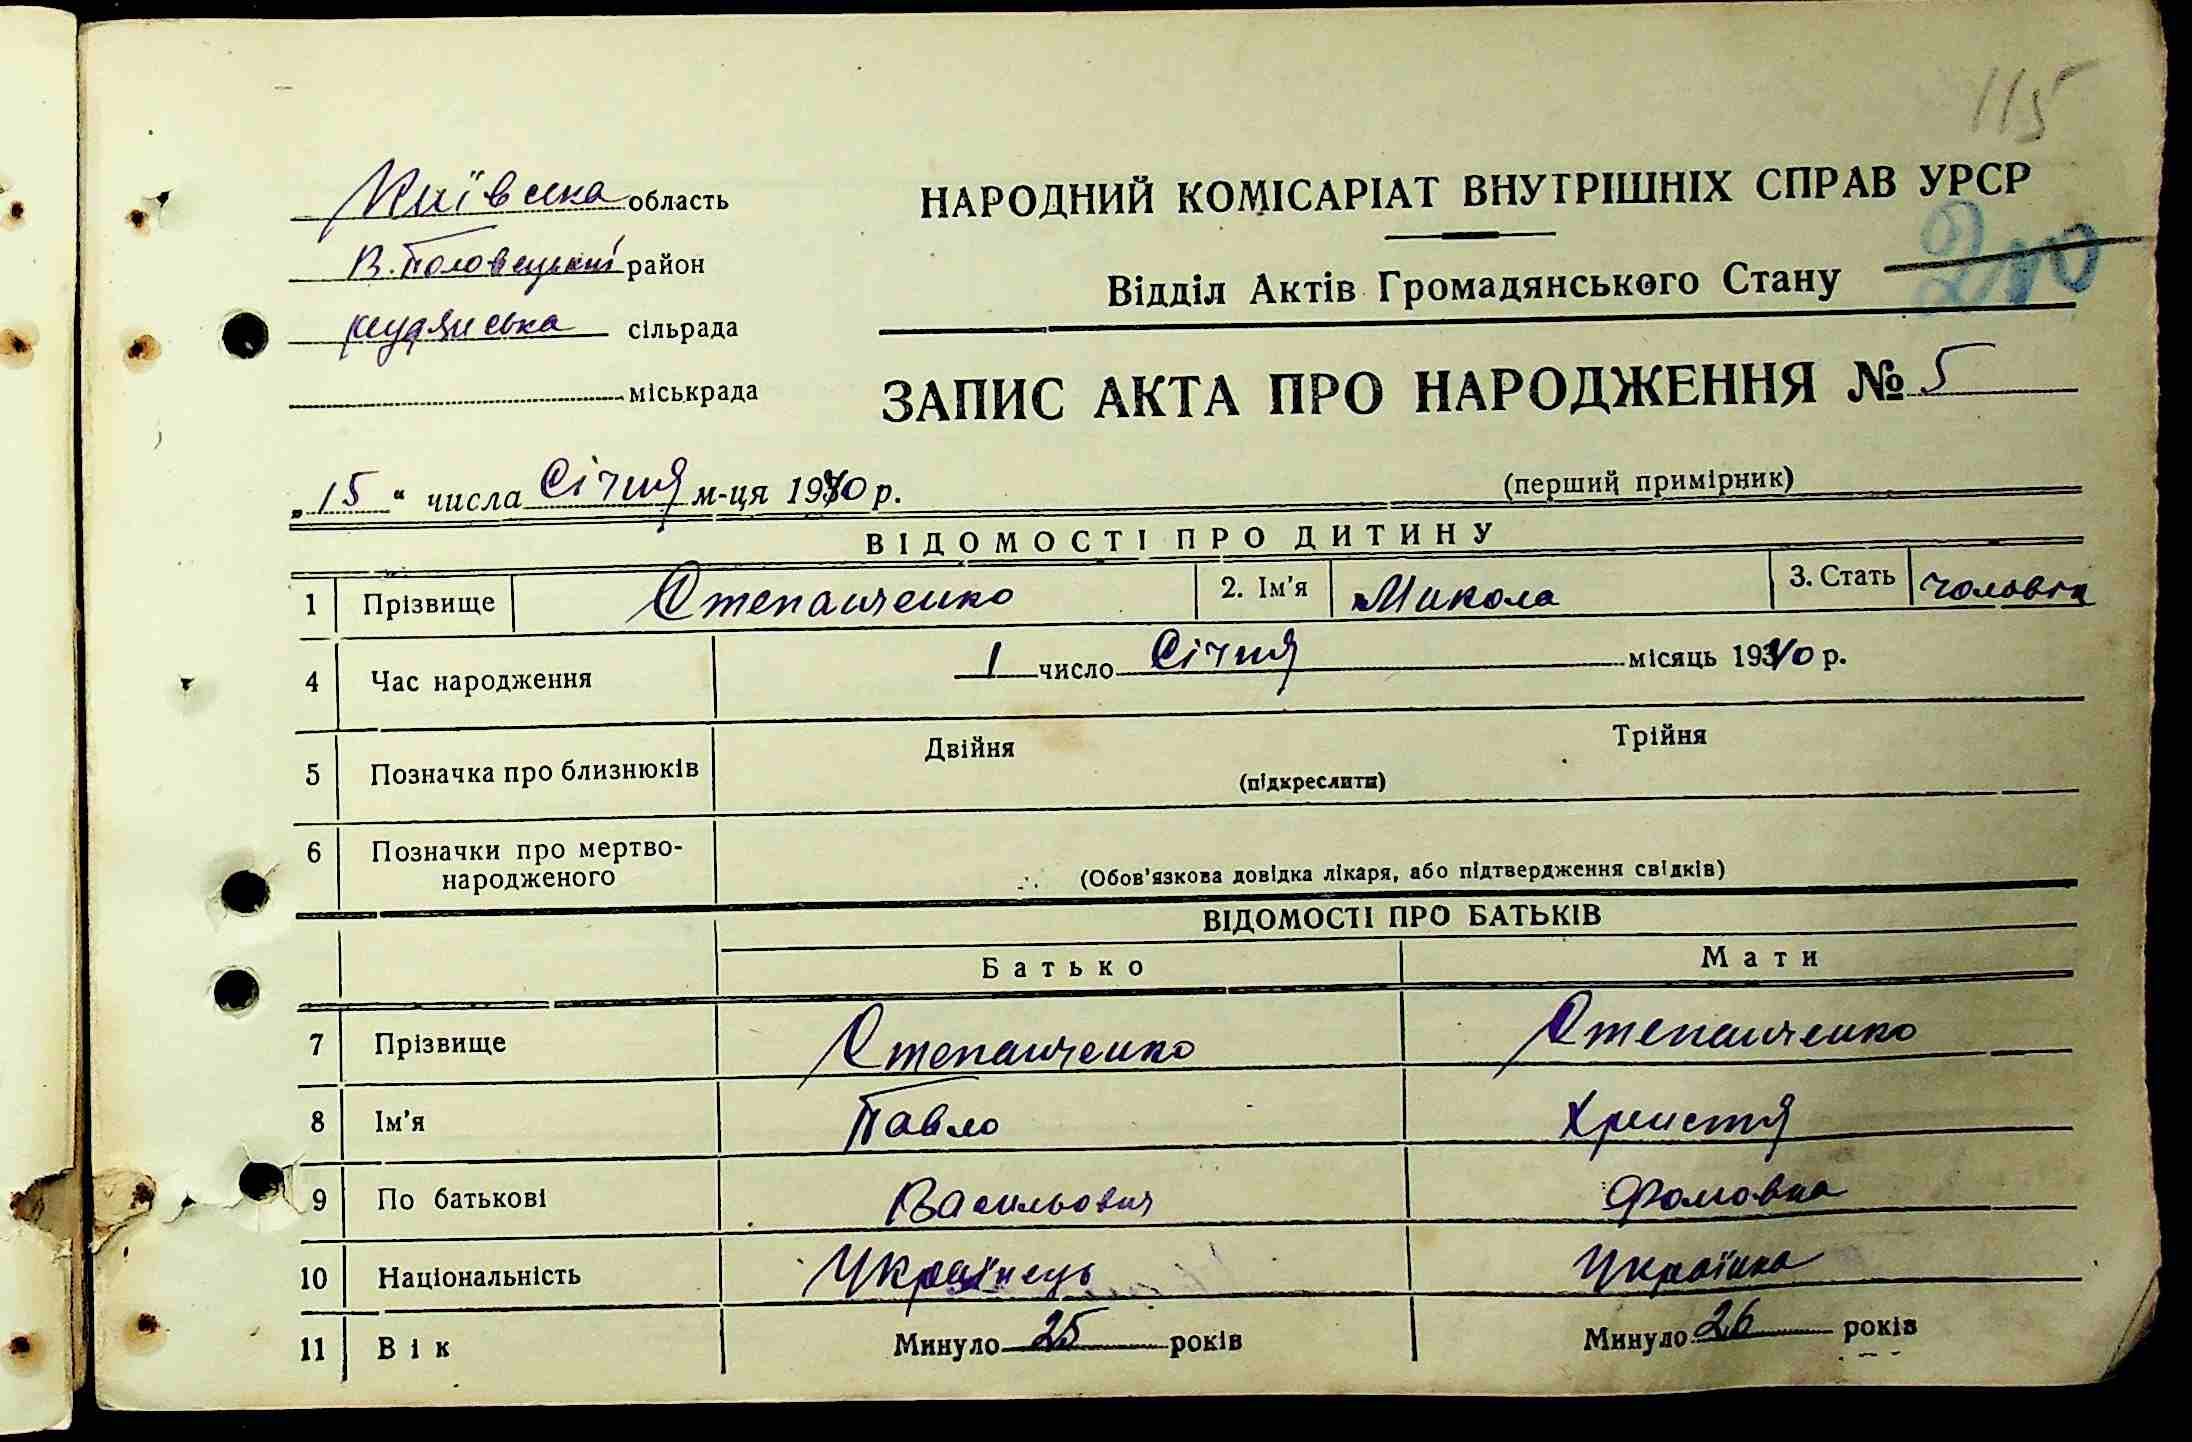 115
Київська область
НАРОДНИЙ КОМІСАРІАТ ВНУТРІШНІХ СПРАВ УРСР
В. Половецький район
210
Відділ Актів Громадянського Стану
сільрада
міськрада
ЗАПИС АКТА ПРО НАРОДЖЕННЯ № 5
„15“ числа Січня м-ця 1940 р.
(перший примірник)
ВІДОМОСТІ ПРО ДИТИНУ
1 Прізвище Степанченко 2. Ім'я Микола 3. Стать чоловіч
4 Час народження 1 число Січня місяць 1940 р.
5 Позначка про близнюків Двійня Трійня
(підкреслити)
6 Позначки про мертво-
народженого
(Обов'язкова довідка лікаря, або підтвердження свідків)
ВІДОМОСТІ ПРО БАТЬКІВ
Батько Мати
7 Прізвище Степанченко Степанченко
8 Ім'я Павло Христя
9 По батькові Васильович Фомовна
10 Національність Українець Українка
11 Вік Минуло 25 років Минуло 26 років